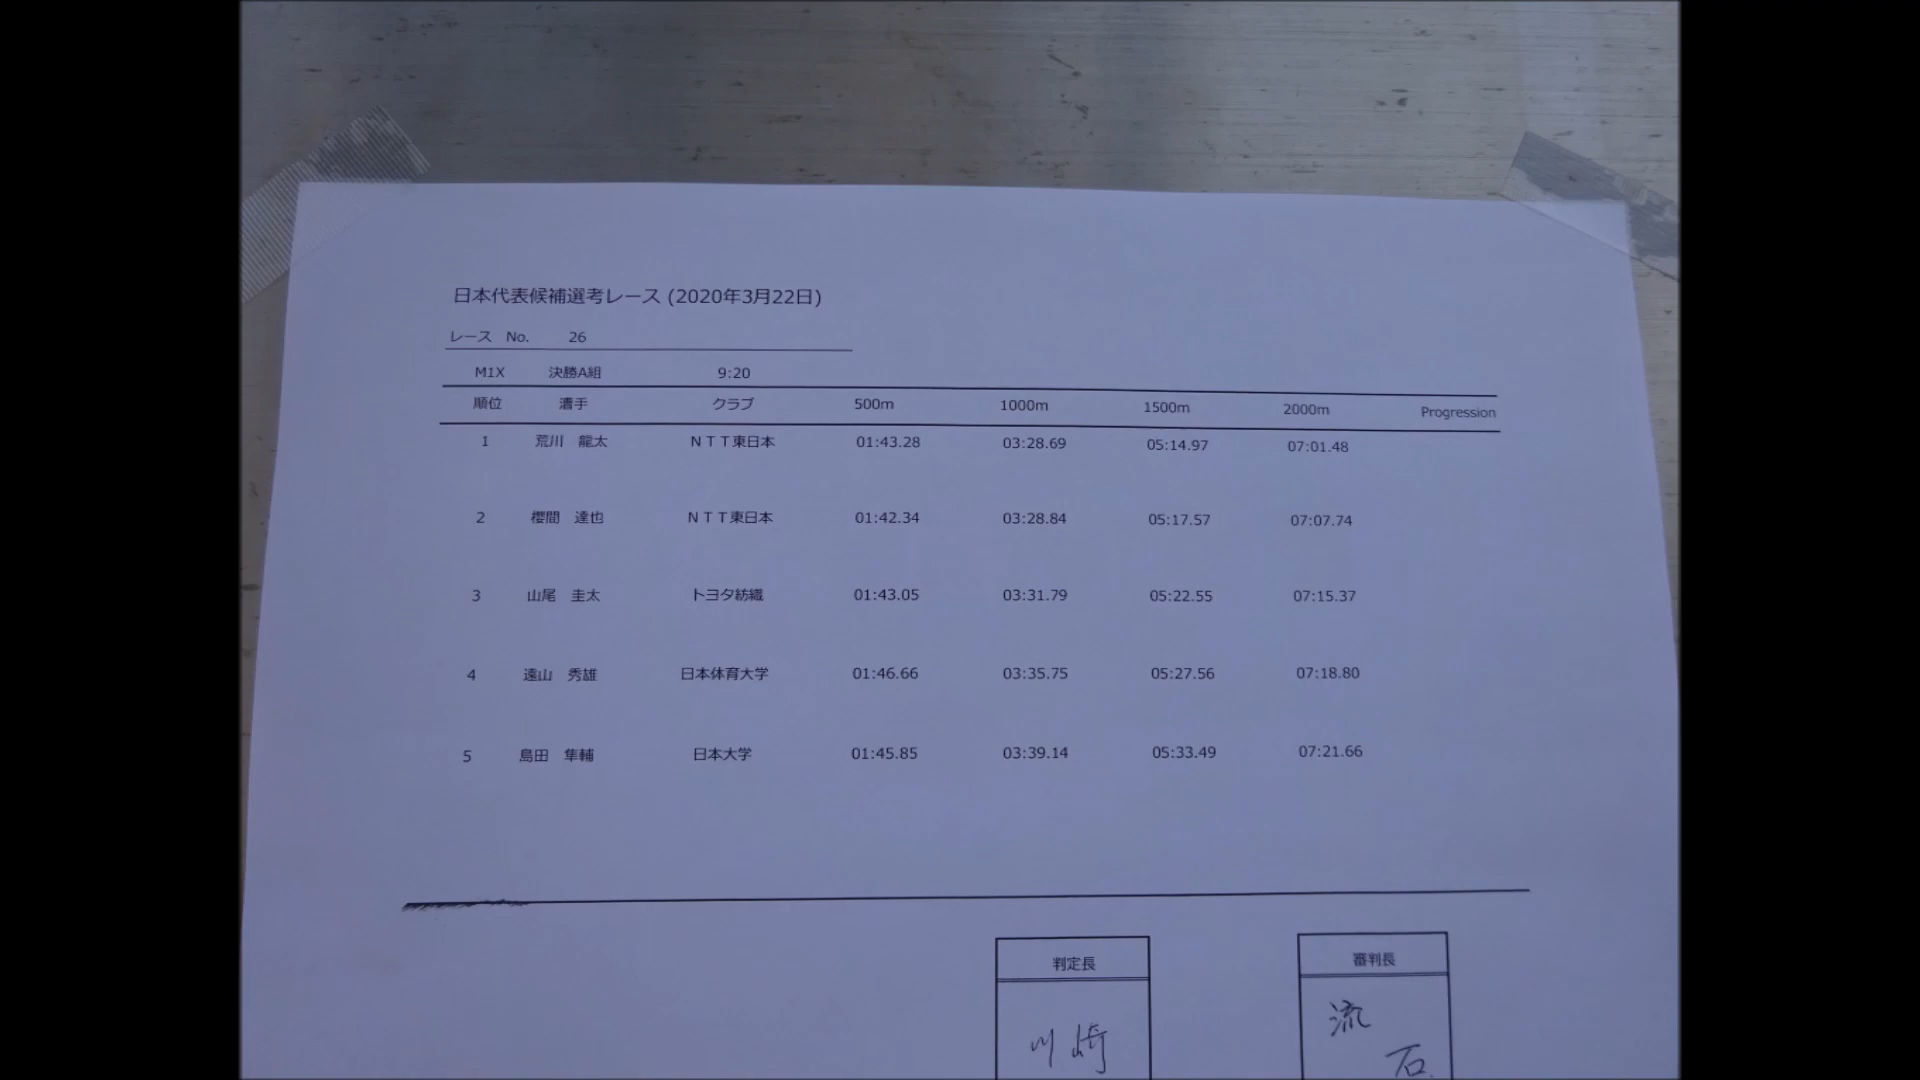 日本代表候補選考レース (2020年3月22日)
レース No. 26
M1X 決勝A組 9:20
順位 漕手 クラブ 500m 1000m 1500m 2000m Progression
1 荒川 龍太 ＮＴＴ東日本 01:43.28 03:28.69 05:14.97 07:01.48
2 櫻間 達也 ＮＴＴ東日本 01:42.34 03:28.84 05:17.57 07:07.74
3 山尾 圭太 トヨタ紡織 01:43.05 03:31.79 05:22.55 07:15.37
4 遠山 秀雄 日本体育大学 01:46.66 03:35.75 05:27.56 07:18.80
5 島田 隼輔 日本大学 01:45.85 03:39.14 05:33.49 07:21.66
判定長 審判長
川崎 流石